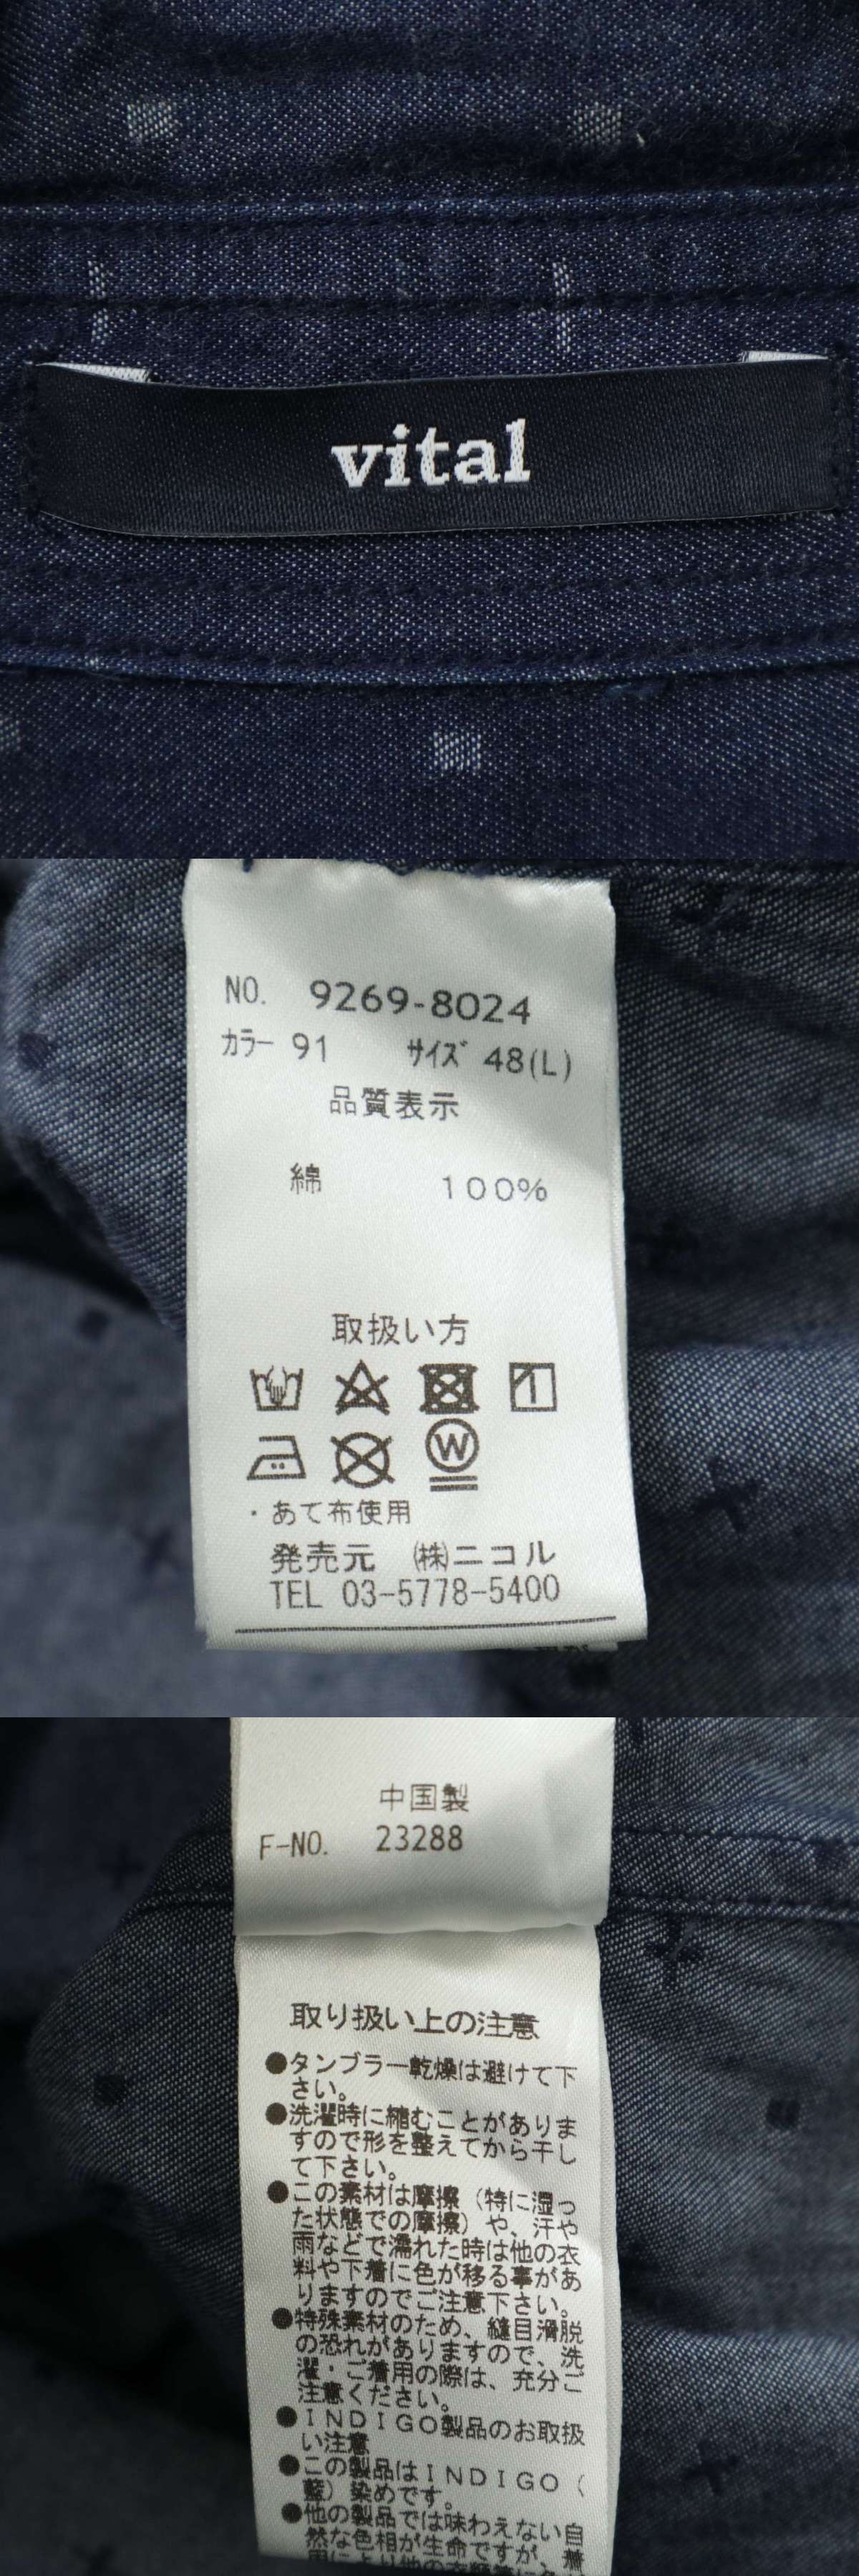 vital
NO. 9269-8024
カラー 91 サイズ 48(L)
品質表示
綿 100%
取扱い方
W
・あて布使用
発売元 ㈱ニコル
TEL 03-5778-5400
中国製
F-NO. 23288
取り扱い上の注意
●タンブラー乾燥は避けて下
さい。
●洗濯時に縮むことがありま
すので形を整えてから干し
て下さい。
●この素材は摩擦(特に湿っ
た状態での摩擦)や、汗や
雨などで濡れた時は他の衣
料や下着に色が移る事があ
りますのでご注意下さい。
●特殊素材のため、縫目滑脱
の恐れがありますので、洗
濯・ご着用の際は、充分ご
注意ください。
●INDIGO製品のお取扱
い注意
●この製品はINDIGO(
藍)染めです。
●他の製品では味わえない自
然な色相が生命ですが、着